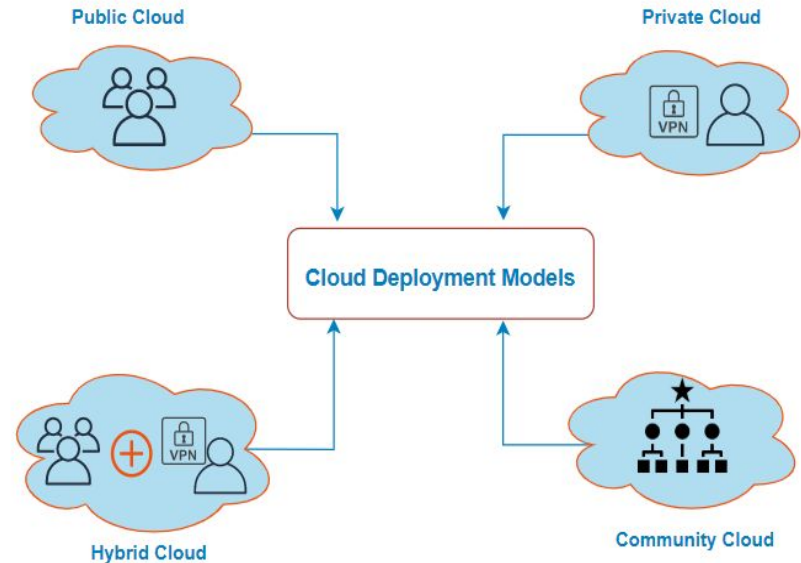 Public Cloud
Private Cloud
VPN
Cloud Deployment Models
VPN
Hybrid Cloud
Community Cloud